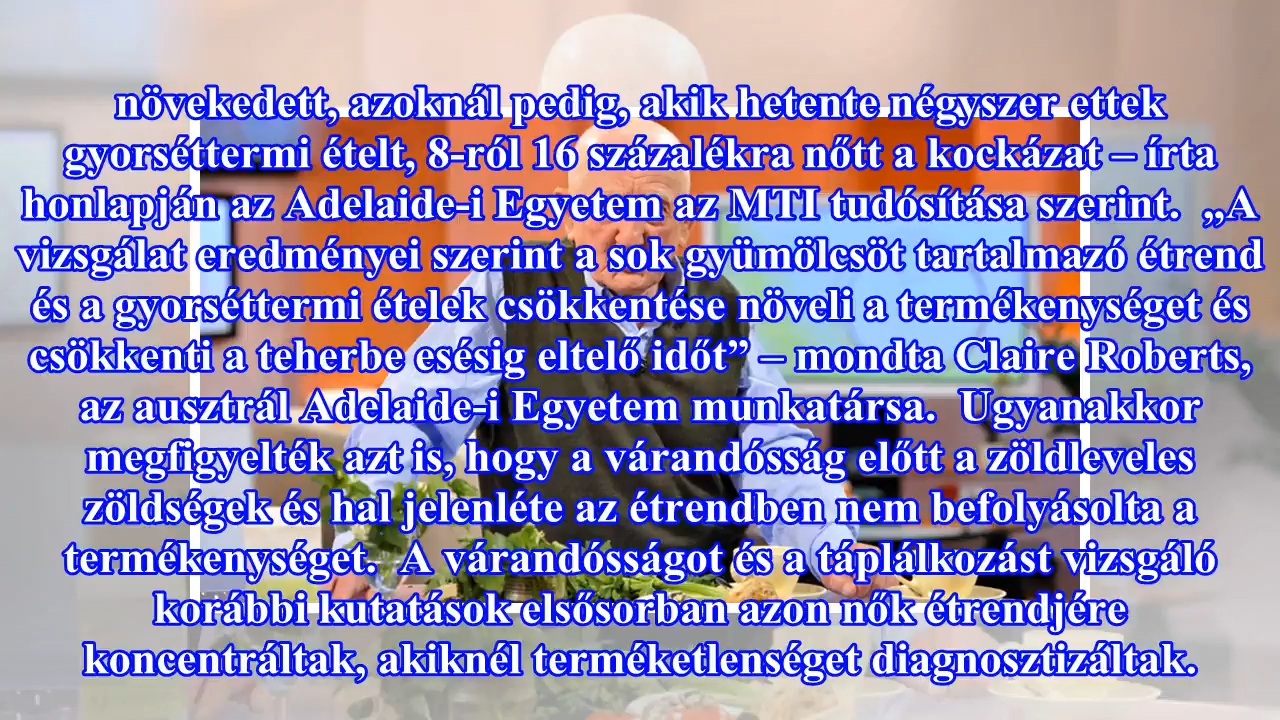 növekedett, azoknál pedig, akik hetente négyszer ettek
gyorséttermi ételt, 8-ról 16 százalékra nőtt a kockázat – írta
honlapján az Adelaide-i Egyetem az MTI tudósítása szerint.  „A
vizsgálat eredményei szerint a sok gyümölcsöt tartalmazó étrend
és a gyorséttermi ételek csökkentése növeli a termékenységet és
csökkenti a teherbe esésig eltelő időt” – mondta Claire Roberts,
az ausztrál Adelaide-i Egyetem munkatársa.  Ugyanakkor
megfigyelték azt is, hogy a várandósság előtt a zöldleveles
zöldségek és hal jelenléte az étrendben nem befolyásolta a
termékenységet.  A várandósságot és a táplálkozást vizsgáló
korábbi kutatások elsősorban azon nők étrendjére
koncentráltak, akiknél terméketlenséget diagnosztizáltak.